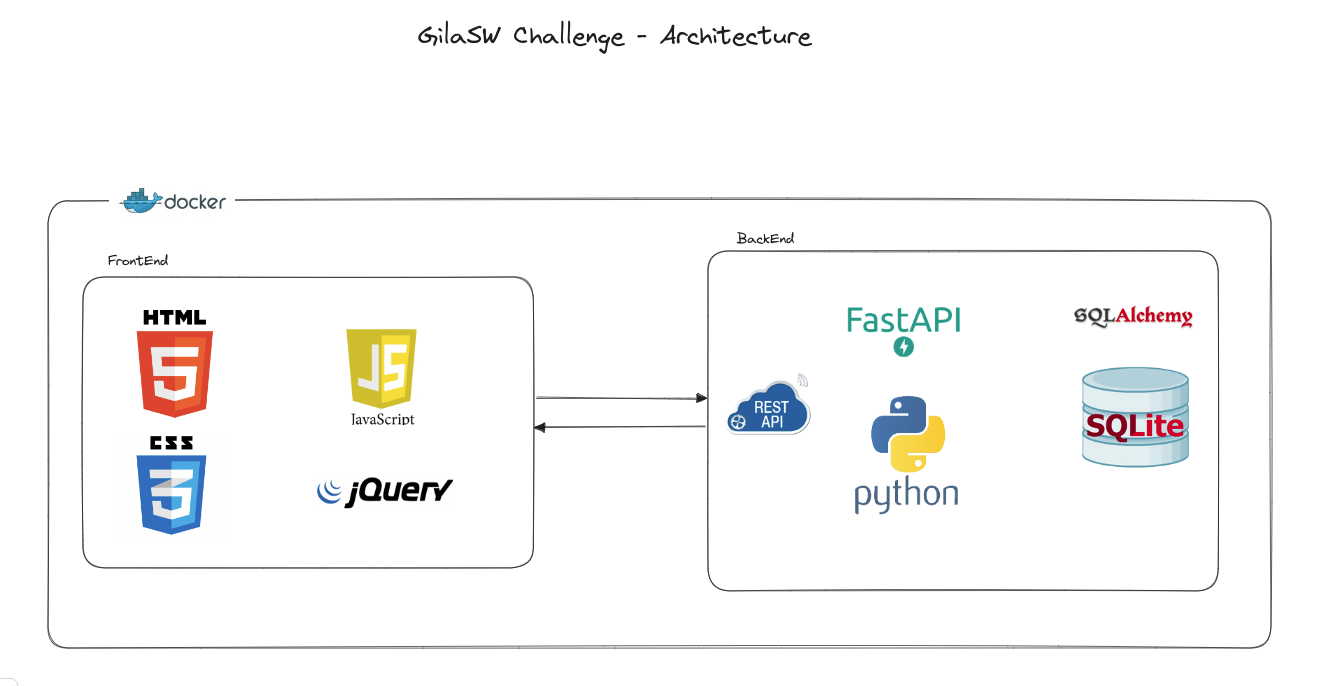 GilaSW Challenge - Architecture
docker
FrontEnd
BackEnd
HTML
5
JS
JavaScript
CSS
3
jQuery
REST
API
FastAPI
python
SQLAlchemy
SQLite